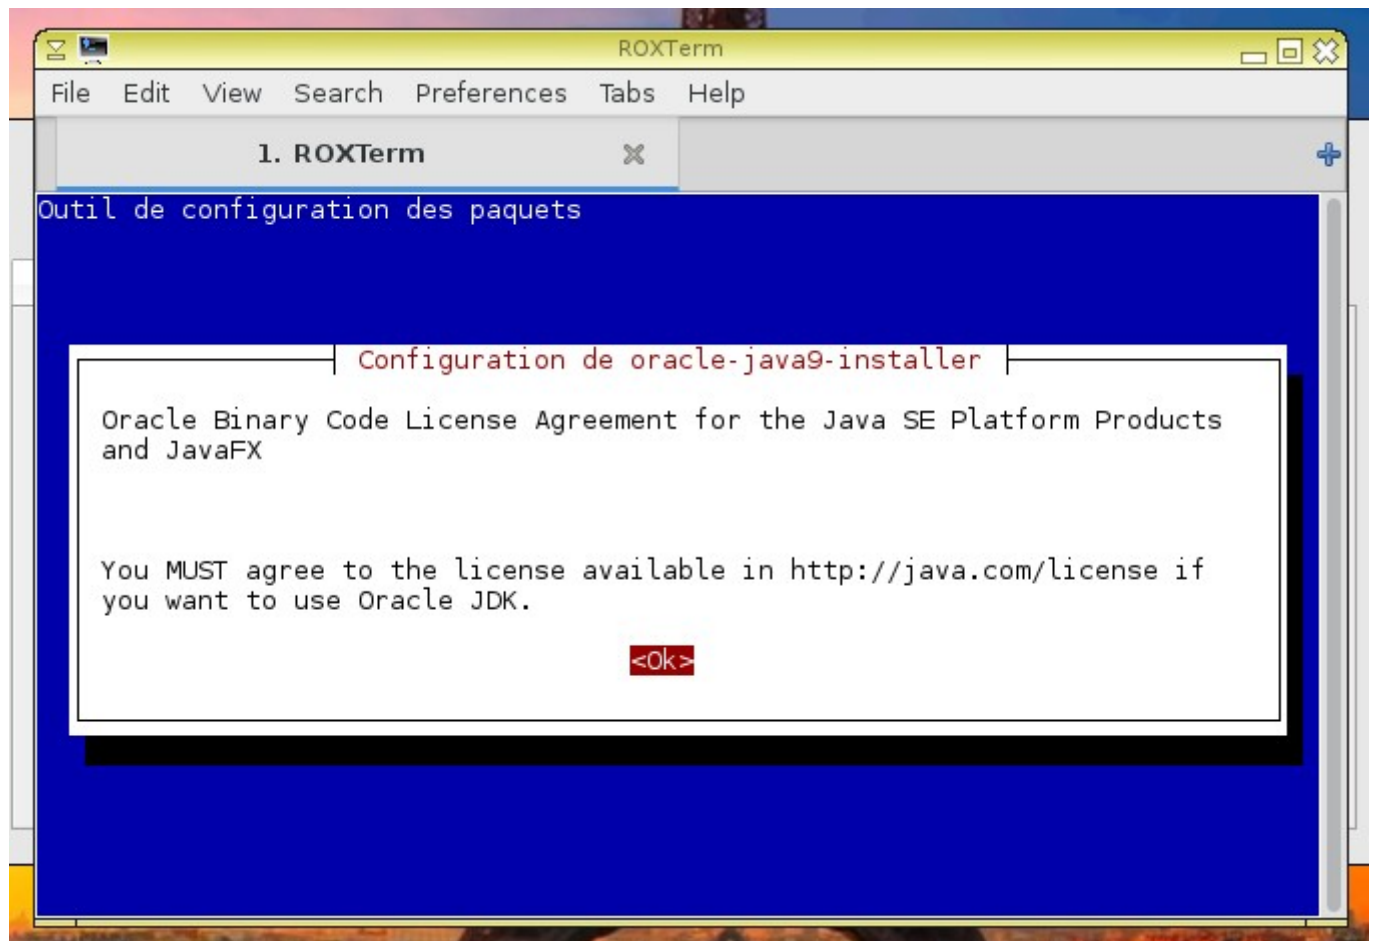 ROXTerm
File Edit View Search Preferences Tabs Help
1. ROXTerm
Outil de configuration des paquets
Configuration de oracle-java9-installer
Oracle Binary Code License Agreement for the Java SE Platform Products
and JavaFX
You MUST agree to the license available in http://java.com/license if
you want to use Oracle JDK.
<Ok>